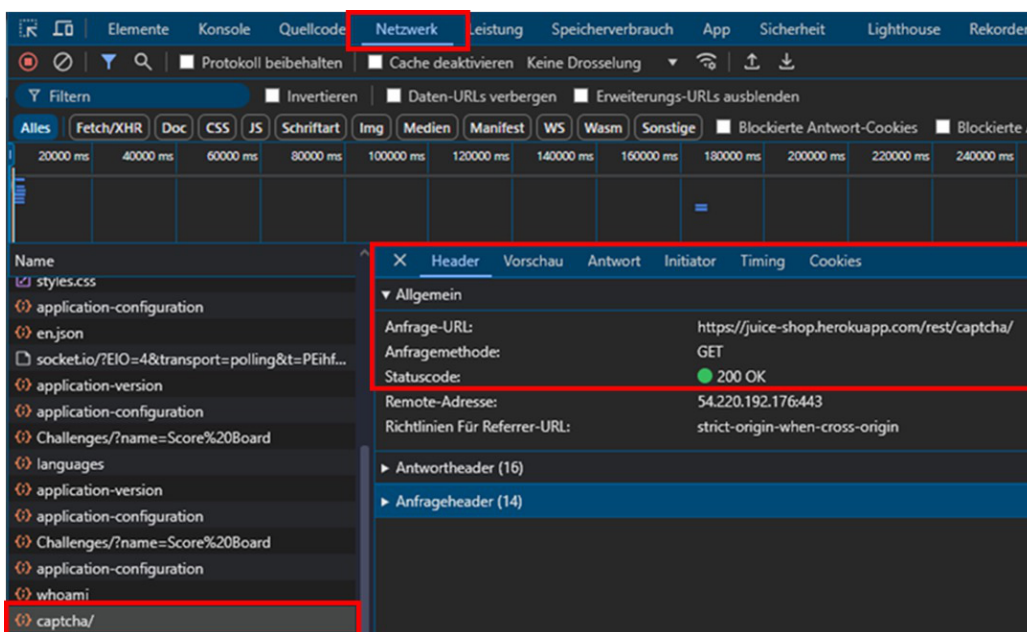 Elemente Konsole Quellcode Netzwerk Leistung Speicherverbrauch App Sicherheit Lighthouse Rekorder
Protokoll beibehalten Cache deaktivieren Keine Drosselung
Filtern Invertieren Daten-URLs verbergen Erweiterungs-URLs ausblenden
Alles Fetch/XHR Doc CSS JS Schriftart Img Medien Manifest WS Wasm Sonstige Blockierte Antwort-Cookies Blockierte
20000 ms 40000 ms 60000 ms 80000 ms 100000 ms 120000 ms 140000 ms 160000 ms 180000 ms 200000 ms 220000 ms 240000 ms
Name
styles.css
application-configuration
en.json
socket.io/?EIO=4&transport=polling&t=PEihf...
application-version
application-configuration
Challenges/?name=Score%20Board
languages
application-version
application-configuration
Challenges/?name=Score%20Board
application-configuration
whoami
captcha/
Header Vorschau Antwort Initiator Timing Cookies
Allgemein
Anfrage-URL: https://juice-shop.herokuapp.com/rest/captcha/
Anfragemethode: GET
Statuscode: 200 OK
Remote-Adresse: 54.220.192.176:443
Richtlinien Für Referrer-URL: strict-origin-when-cross-origin
Antwortheader (16)
Anfrageheader (14)